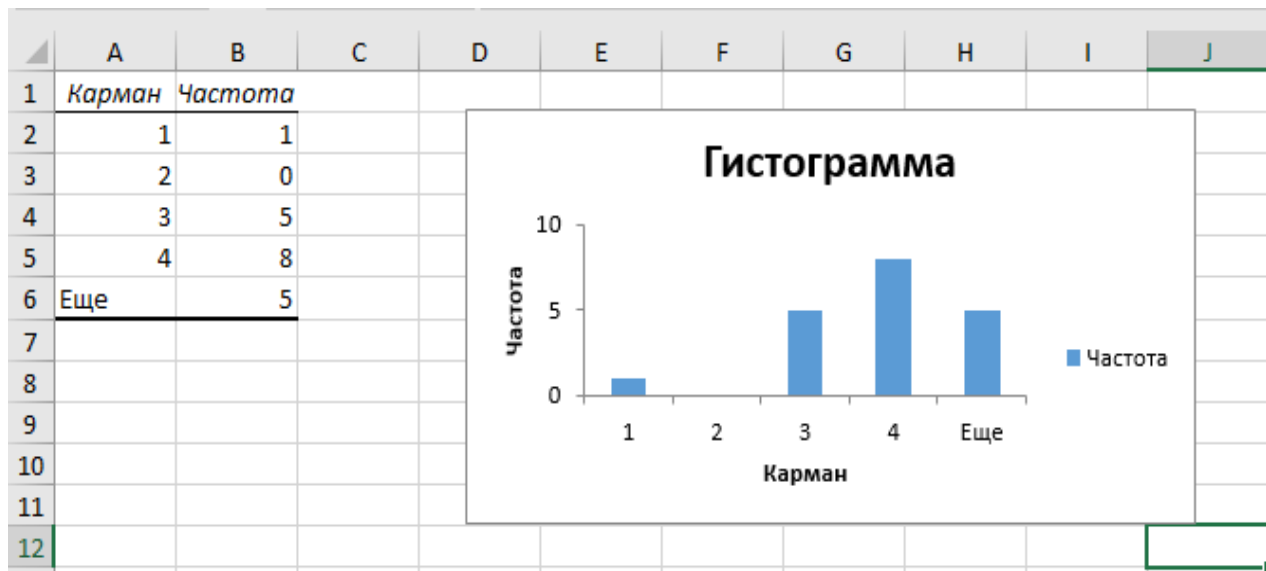 A B C D E F G H I J
1 Карман Частота
2 1 1
3 2 0
4 3 5
5 4 8
6 Еще 5
7
8
9
10
11
12
Гистограмма
10
5
0
Частота
1 2 3 4 Еще
Карман
Частота